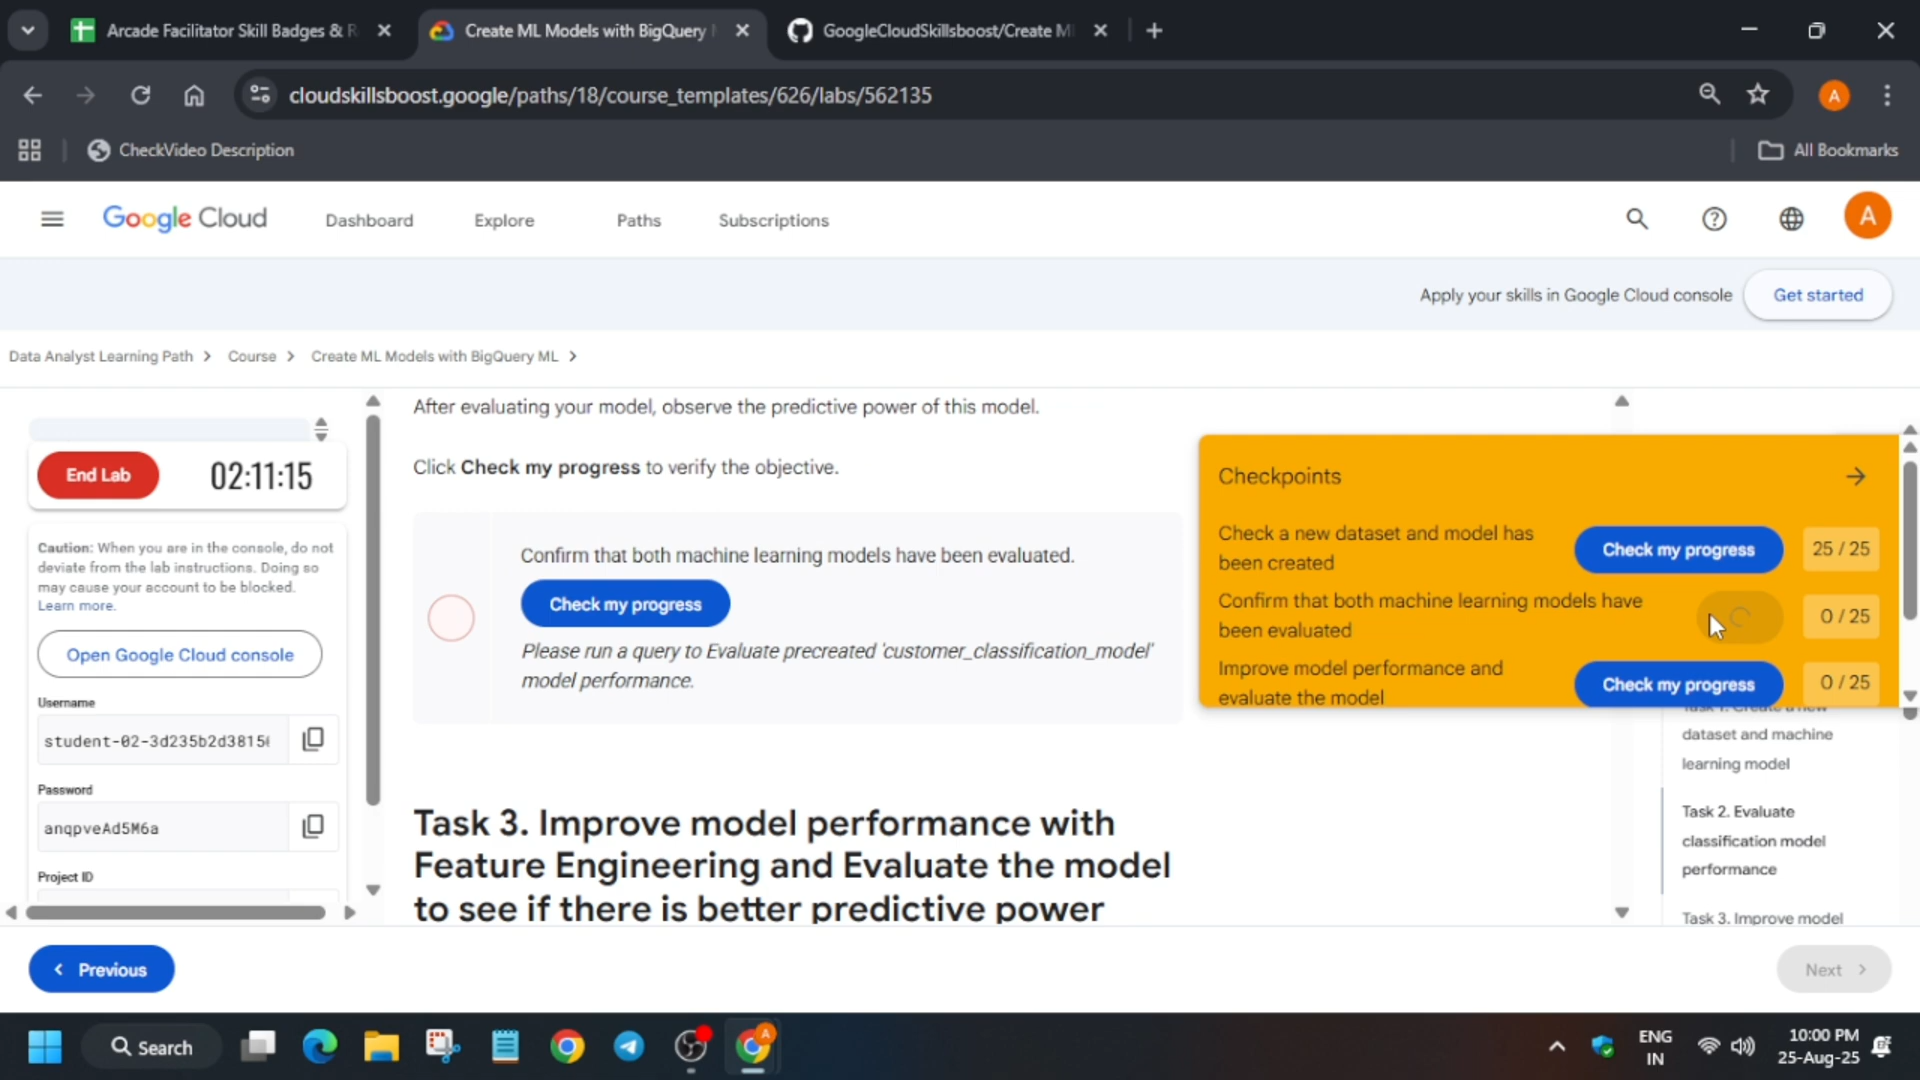 Arcade Facilitator Skill Badges & R
Create ML Models with BigQuery
GoogleCloudSkillsboost/Create M
cloudskillsboost.google/paths/18/course_templates/626/labs/562135
A
CheckVideo Description
All Bookmarks
Google Cloud
Dashboard
Explore
Paths
Subscriptions
A
Apply your skills in Google Cloud console
Get started
Data Analyst Learning Path
Course
Create ML Models with BigQuery ML
End Lab
02:11:15
Caution: When you are in the console, do not
deviate from the lab instructions. Doing so
may cause your account to be blocked.
Learn more.
Open Google Cloud console
Username
student-02-3d235b2d3815
Password
anqpveAd5M6a
Project ID
After evaluating your model, observe the predictive power of this model.
Click Check my progress to verify the objective.
Confirm that both machine learning models have been evaluated.
Check my progress
Please run a query to Evaluate precreated 'customer_classification_model'
model performance.
Task 3. Improve model performance with
Feature Engineering and Evaluate the model
to see if there is better predictive power
Checkpoints
Check a new dataset and model has
been created
Check my progress
25 / 25
Confirm that both machine learning models have
been evaluated
0 / 25
Improve model performance and
evaluate the model
Check my progress
0 / 25
Task 1. Create a new
dataset and machine
learning model
Task 2. Evaluate
classification model
performance
Task 3. Improve model
Previous
Next
Search
A
ENG
IN
10:00 PM
25-Aug-25